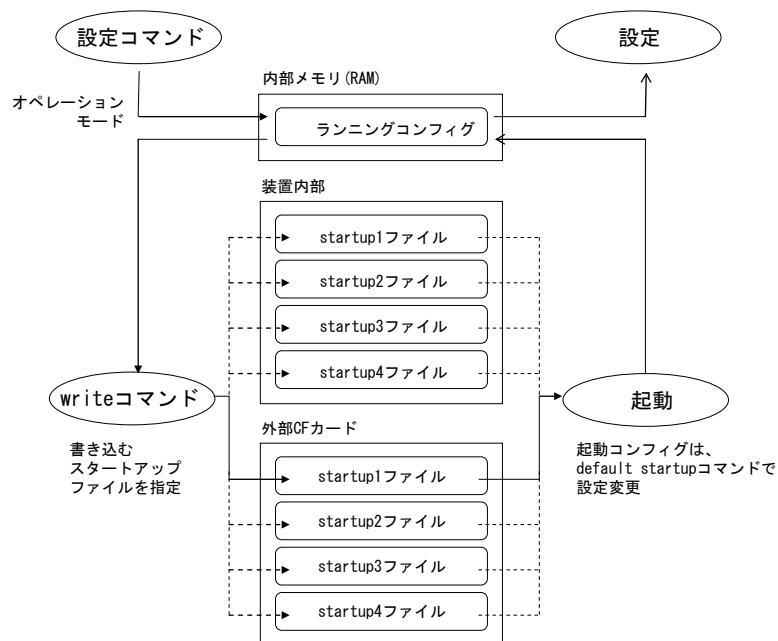 設定コマンド
設定
内部メモリ(RAM)
オペレーション
モード
ランニングコンフィグ
装置内部
startup1ファイル
startup2ファイル
startup3ファイル
startup4ファイル
writeコマンド
起動
書き込む
スタートアップ
ファイルを指定
外部CFカード
起動コンフィグは、
default startupコマンドで
設定変更
startup1ファイル
startup2ファイル
startup3ファイル
startup4ファイル